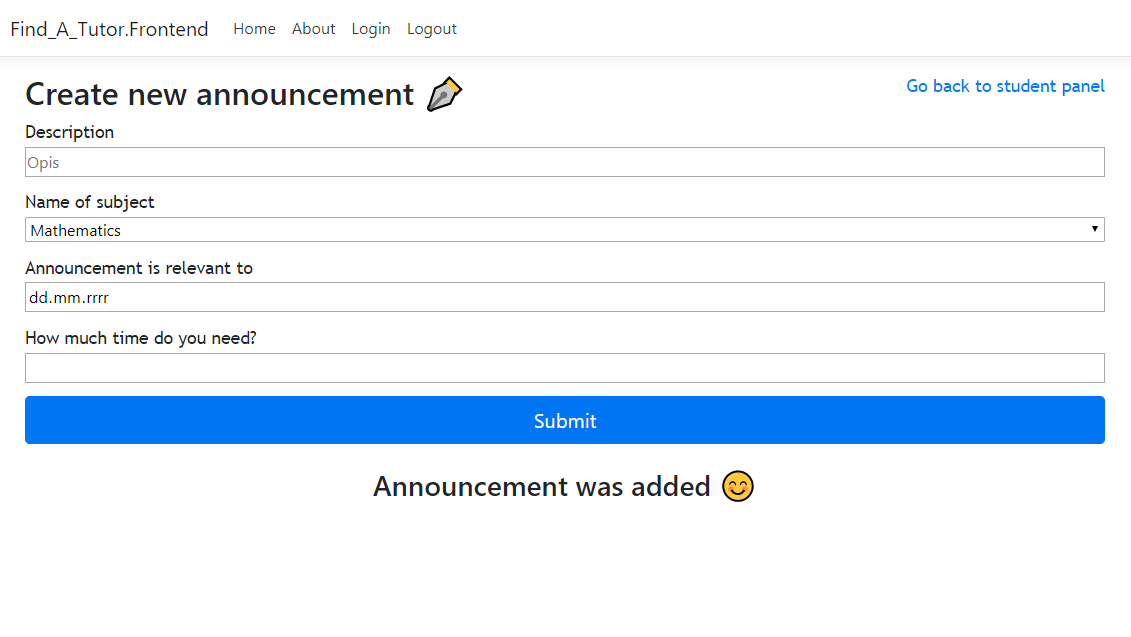 Find_A_Tutor.Frontend Home About Login Logout
Create new announcement
Go back to student panel
Description
Opis
Name of subject
Mathematics
Announcement is relevant to
dd.mm.rrrr
How much time do you need?
Submit
Announcement was added 😊